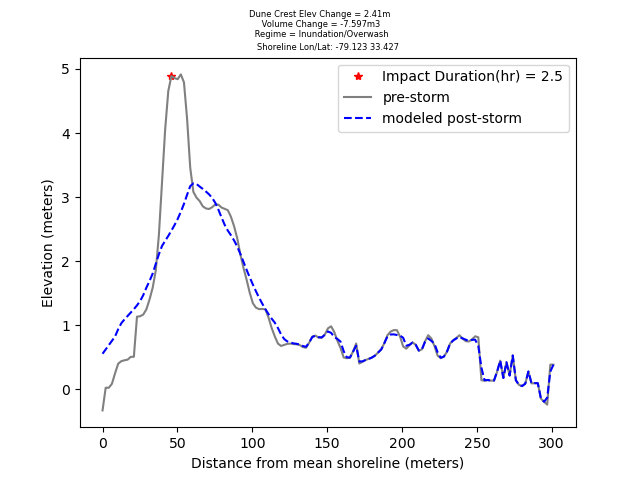 Dune Crest Elev Change = 2.41m
Volume Change = -7.597m3
Regime = Inundation/Overwash
Shoreline Lon/Lat: -79.123 33.427
Impact Duration(hr) = 2.5
pre-storm
modeled post-storm
Elevation (meters)
5
4
3
2
1
0
0 50 100 150 200 250 300
Distance from mean shoreline (meters)